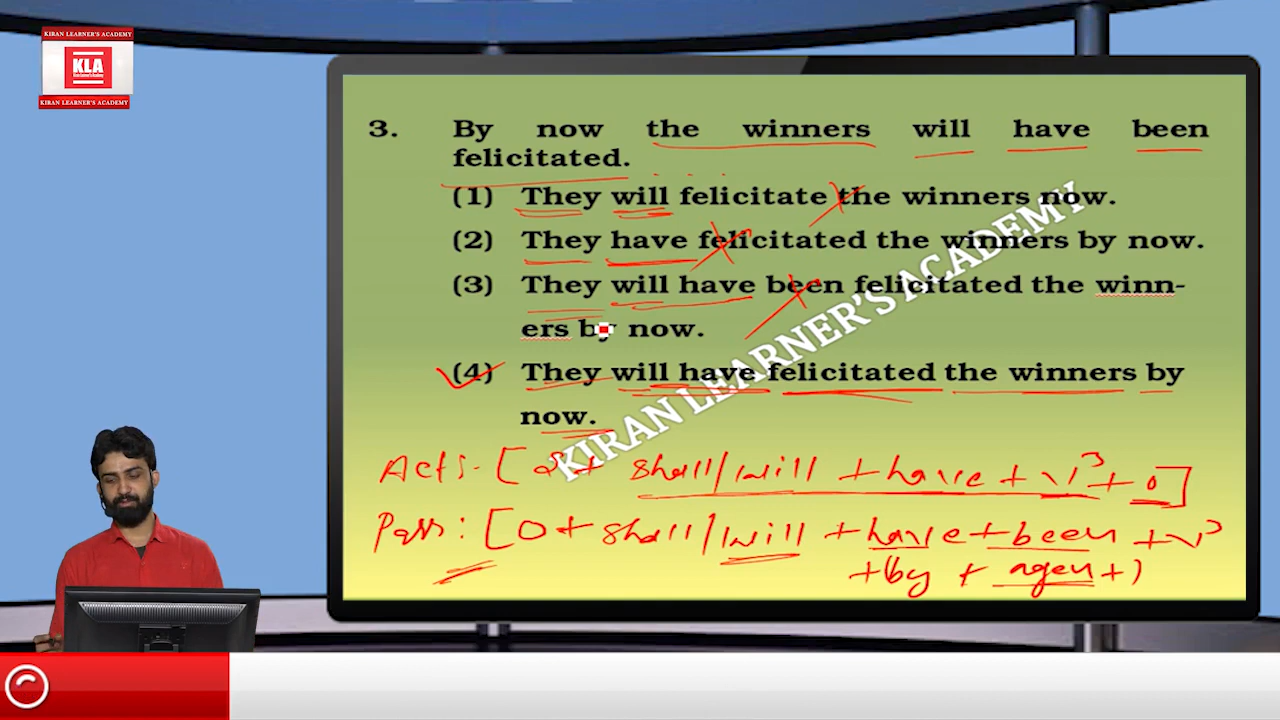 KIRAN LEARNER'S ACADEMY
KLA
KIRAN LEARNER'S ACADEMY
3. By now the winners will have been
felicitated.
(1) They will felicitate the winners now.
(2) They have felicitated the winners by now.
(3) They will have been felicitated the winn-
ers by now.
(4) They will have felicitated the winners by
now.
KIRAN LEARNER'S ACADEMY
shall/will + have + V3 + O]
Pass: [O + shall/will + have + been + V3
+ by + agen +